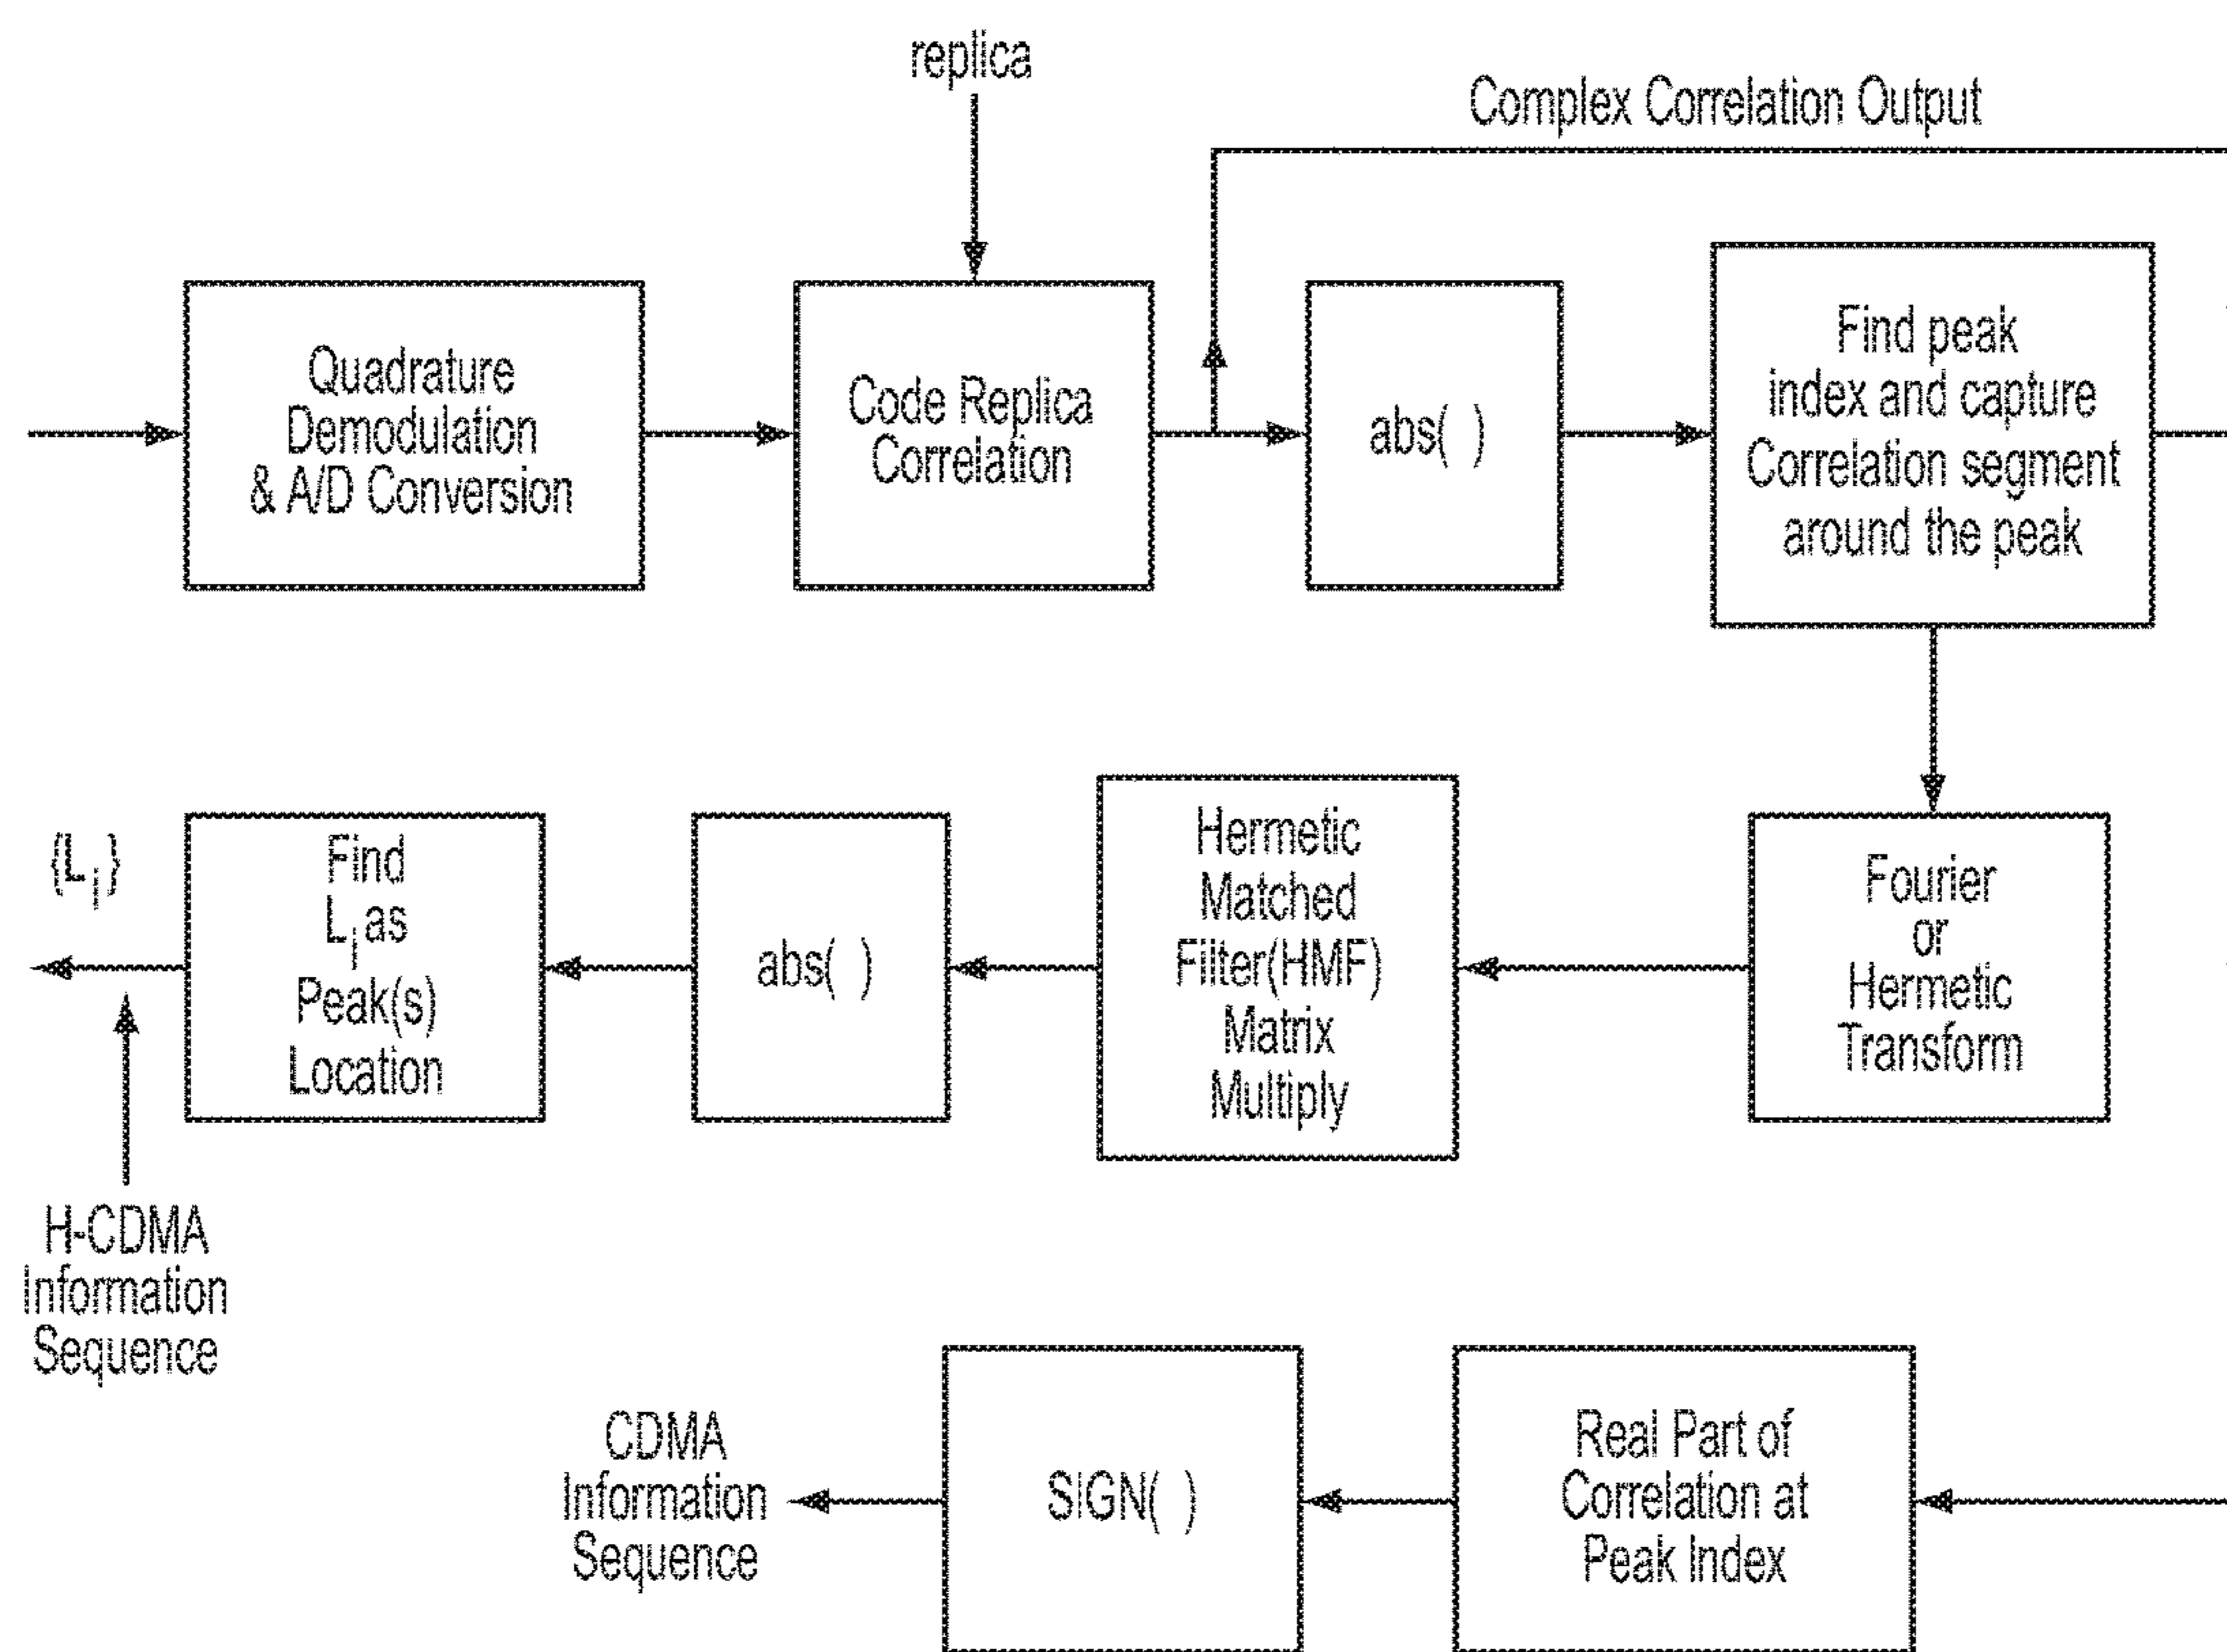 replica
Complex Correlation Output
Quadrature
Demodulation
& A/D Conversion
Code Replica
Correlation
abs( )
Find peak
index and capture
Correlation segment
around the peak
{Li}
Find
Li as
Peak(s)
Location
abs( )
Hermetic
Matched
Filter(HMF)
Matrix
Multiply
Fourier
or
Hermetic
Transform
H-CDMA
Information
Sequence
CDMA
Information
Sequence
SIGN( )
Real Part of
Correlation at
Peak Index